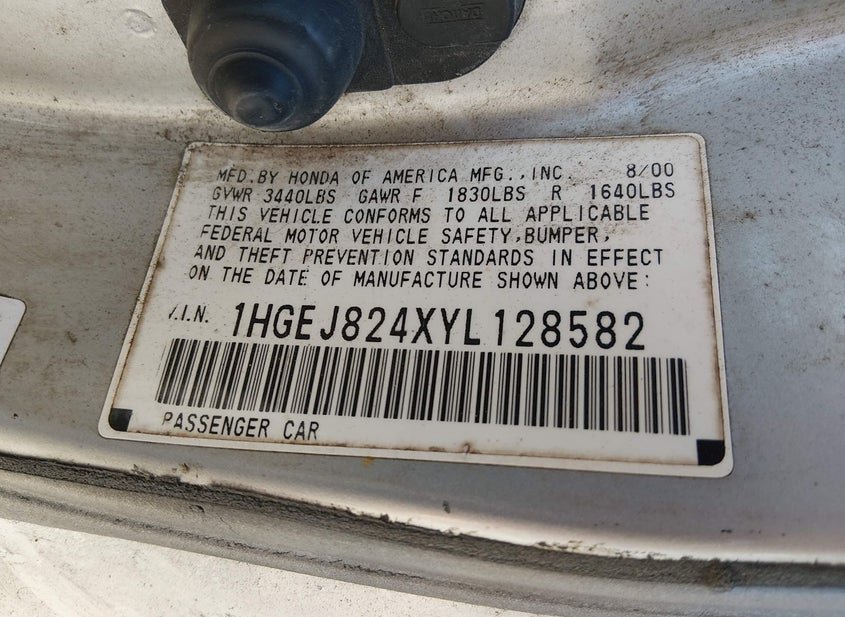 MFD. BY HONDA OF AMERICA MFG., INC. 8/00
GVWR 3440LBS GAWR F 1830LBS R 1640LBS
THIS VEHICLE CONFORMS TO ALL APPLICABLE
FEDERAL MOTOR VEHICLE SAFETY, BUMPER,
AND THEFT PREVENTION STANDARDS IN EFFECT
ON THE DATE OF MANUFACTURE SHOWN ABOVE:
V.I.N. 1HGEJ824XYL128582
PASSENGER CAR